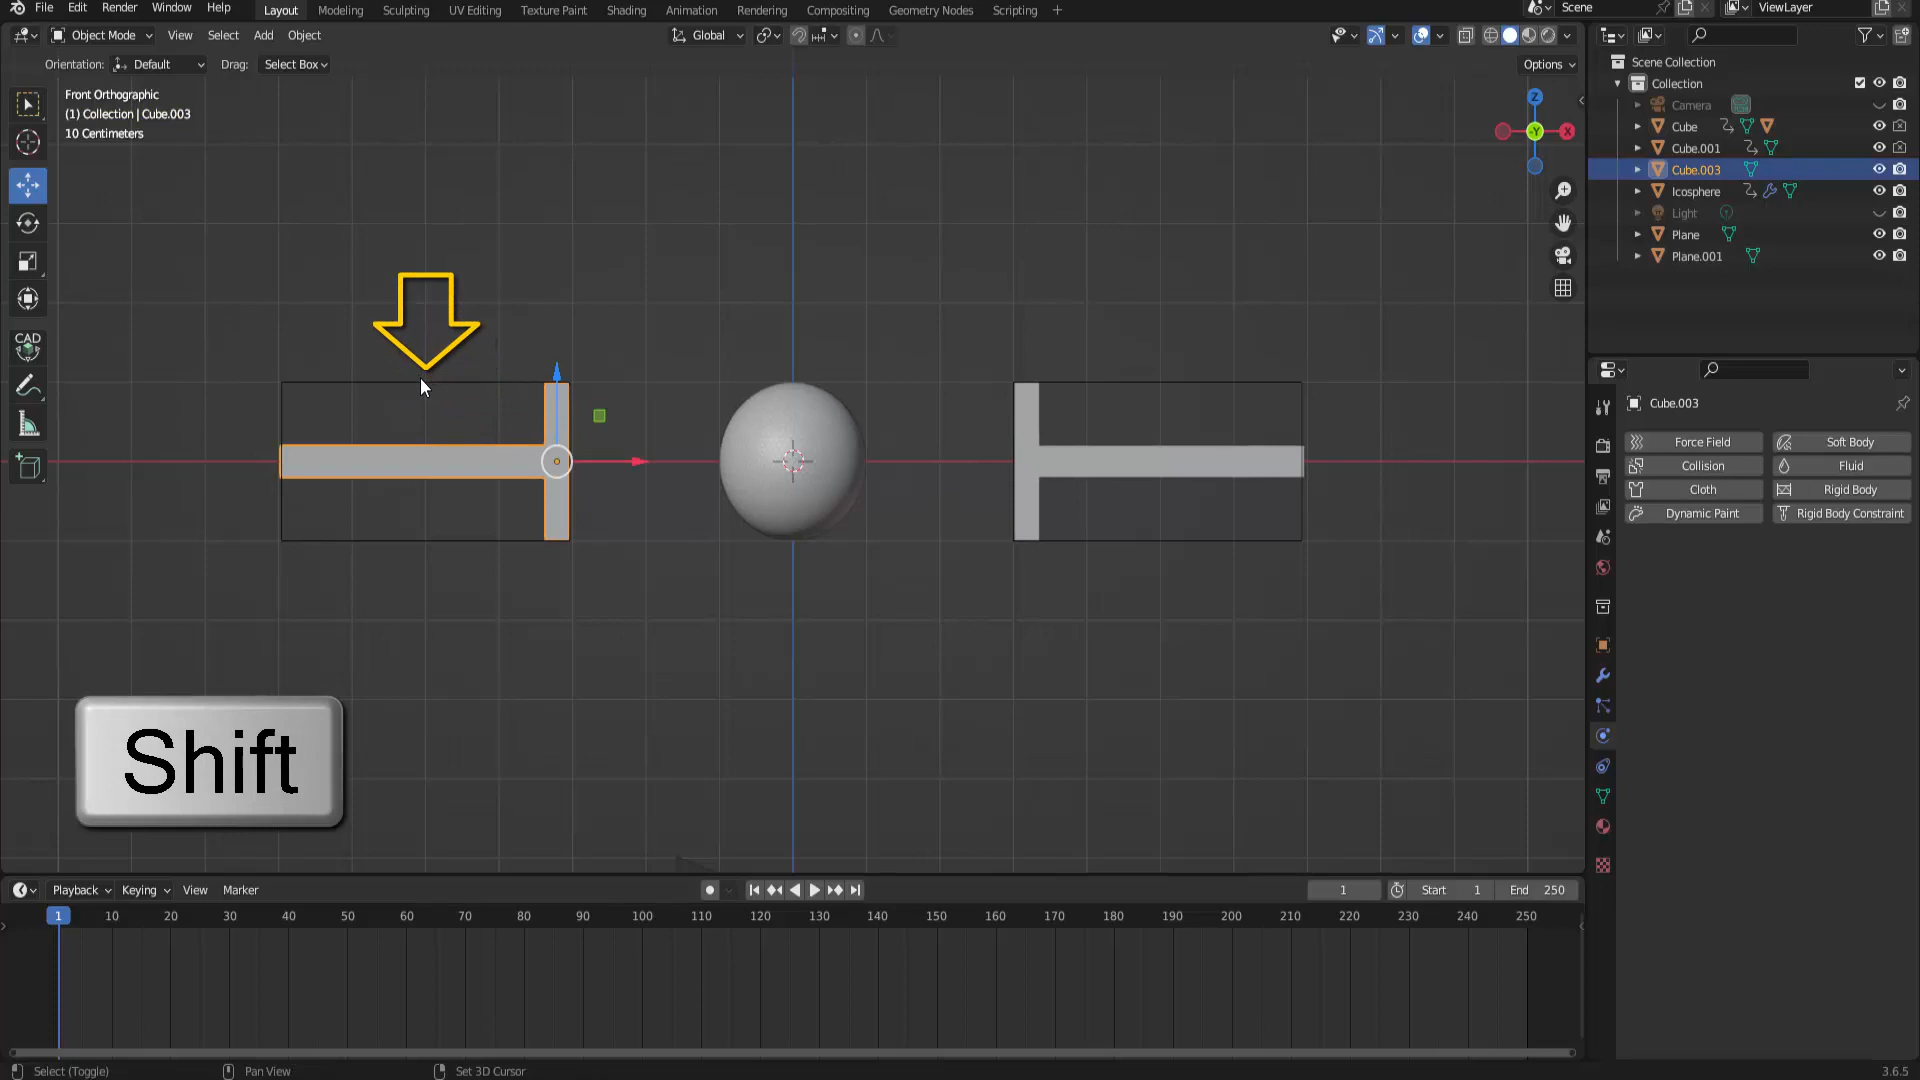 File Edit Render Window Help Layout Modeling Sculpting UV Editing Texture Paint Shading Animation Rendering Compositing Geometry Nodes Scripting + Scene ViewLayer
Object Mode View Select Add Object Global
Orientation: Default Drag: Select Box Options
Front Orthographic
(1) Collection | Cube.003
10 Centimeters
Z
-Y
X
CAD
Shift
Scene Collection
Collection
Camera
Cube
Cube.001
Cube.003
Icosphere
Light
Plane
Plane.001
Cube.003
Force Field Soft Body
Collision Fluid
Cloth Rigid Body
Dynamic Paint Rigid Body Constraint
Playback Keying View Marker 1 Start 1 End 250
1 10 20 30 40 50 60 70 80 90 100 110 120 130 140 150 160 170 180 190 200 210 220 230 240 250
Select (Toggle) Pan View Set 3D Cursor 3.6.5